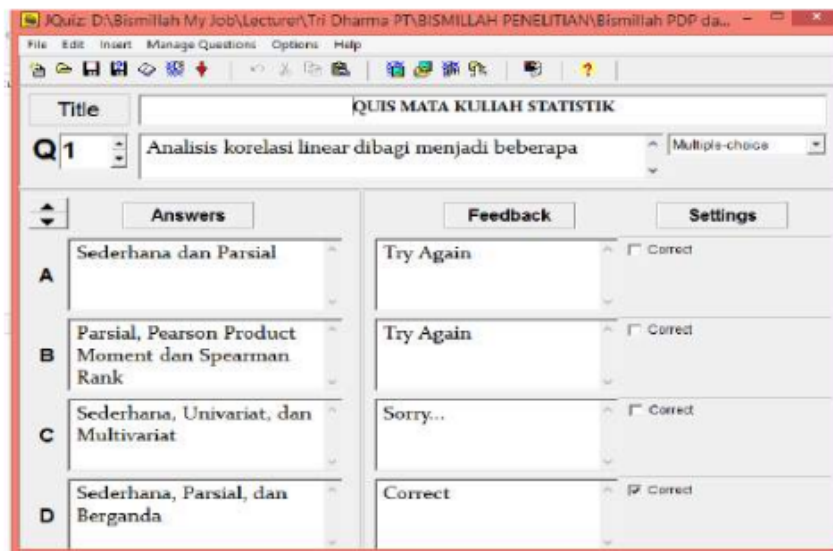 JQuiz: D:\Bismillah My Job\Lecturer\Tri Dharma PT\BISMILLAH PENELITIAN\Bismillah PDP da...
File Edit Insert Manage Questions Options Help
Title QUIS MATA KULIAH STATISTIK
Q 1 Analisis korelasi linear dibagi menjadi beberapa Multiple-choice
Answers Feedback Settings
A Sederhana dan Parsial Try Again Correct
B Parsial, Pearson Product Moment dan Spearman Rank Try Again Correct
C Sederhana, Univariat, dan Multivariat Sorry... Correct
D Sederhana, Parsial, dan Berganda Correct Correct